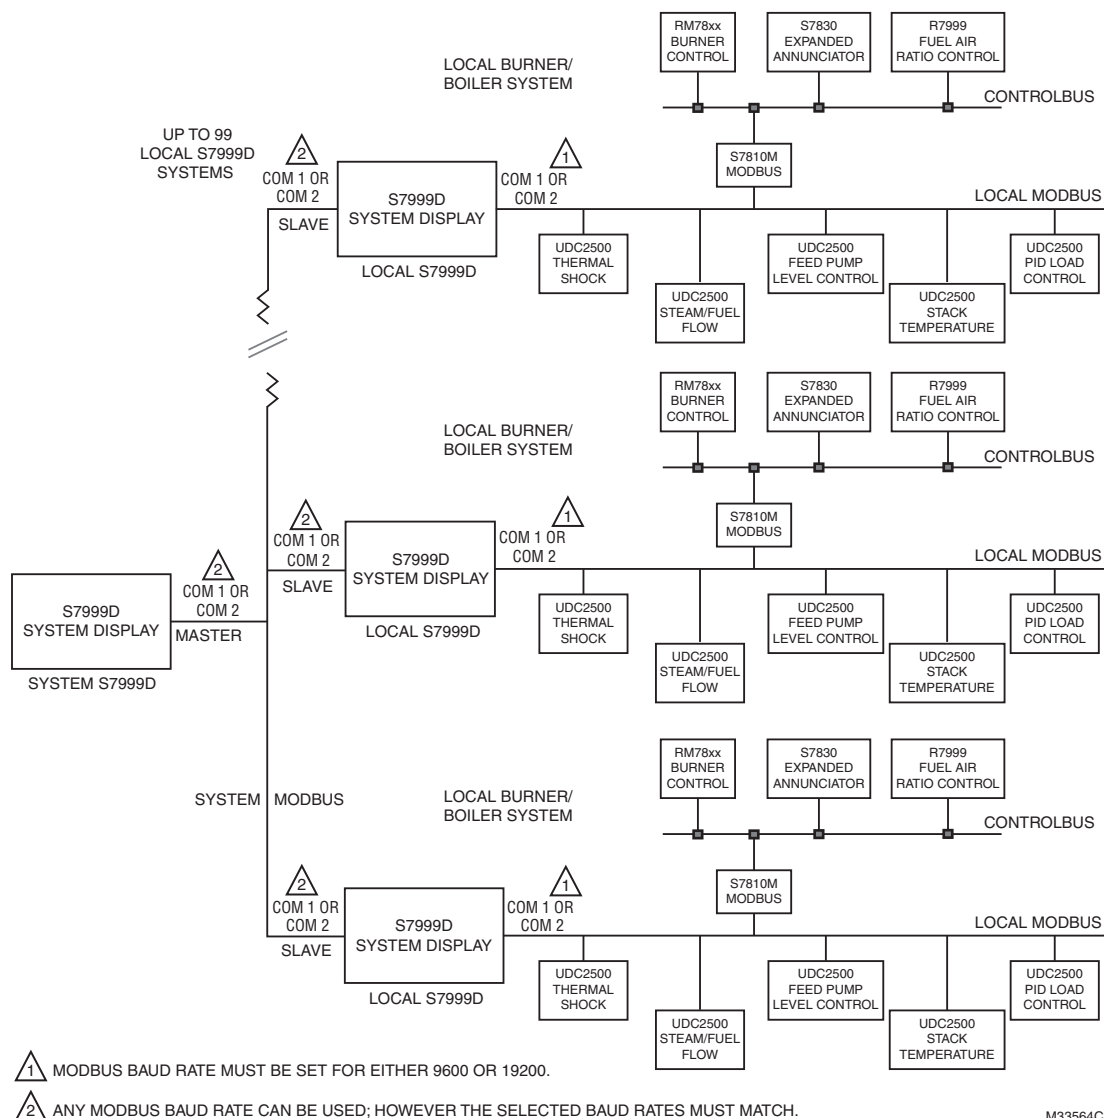 RM78xx
BURNER
CONTROL
S7830
EXPANDED
ANNUNCIATOR
R7999
FUEL AIR
RATIO CONTROL
LOCAL BURNER/
BOILER SYSTEM
CONTROLBUS
UP TO 99
LOCAL S7999D
SYSTEMS
2
COM 1 OR
COM 2
SLAVE
S7999D
SYSTEM DISPLAY
LOCAL S7999D
1
COM 1 OR
COM 2
S7810M
MODBUS
LOCAL MODBUS
UDC2500
THERMAL
SHOCK
UDC2500
STEAM/FUEL
FLOW
UDC2500
FEED PUMP
LEVEL CONTROL
UDC2500
STACK
TEMPERATURE
UDC2500
PID LOAD
CONTROL
RM78xx
BURNER
CONTROL
S7830
EXPANDED
ANNUNCIATOR
R7999
FUEL AIR
RATIO CONTROL
LOCAL BURNER/
BOILER SYSTEM
CONTROLBUS
2
COM 1 OR
COM 2
SLAVE
S7999D
SYSTEM DISPLAY
LOCAL S7999D
1
COM 1 OR
COM 2
S7810M
MODBUS
LOCAL MODBUS
UDC2500
THERMAL
SHOCK
UDC2500
STEAM/FUEL
FLOW
UDC2500
FEED PUMP
LEVEL CONTROL
UDC2500
STACK
TEMPERATURE
UDC2500
PID LOAD
CONTROL
S7999D
SYSTEM DISPLAY
SYSTEM S7999D
2
COM 1 OR
COM 2
MASTER
SYSTEM MODBUS
RM78xx
BURNER
CONTROL
S7830
EXPANDED
ANNUNCIATOR
R7999
FUEL AIR
RATIO CONTROL
LOCAL BURNER/
BOILER SYSTEM
CONTROLBUS
2
COM 1 OR
COM 2
SLAVE
S7999D
SYSTEM DISPLAY
LOCAL S7999D
1
COM 1 OR
COM 2
S7810M
MODBUS
LOCAL MODBUS
UDC2500
THERMAL
SHOCK
UDC2500
STEAM/FUEL
FLOW
UDC2500
FEED PUMP
LEVEL CONTROL
UDC2500
STACK
TEMPERATURE
UDC2500
PID LOAD
CONTROL
1 MODBUS BAUD RATE MUST BE SET FOR EITHER 9600 OR 19200.
2 ANY MODBUS BAUD RATE CAN BE USED; HOWEVER THE SELECTED BAUD RATES MUST MATCH.
M33564C